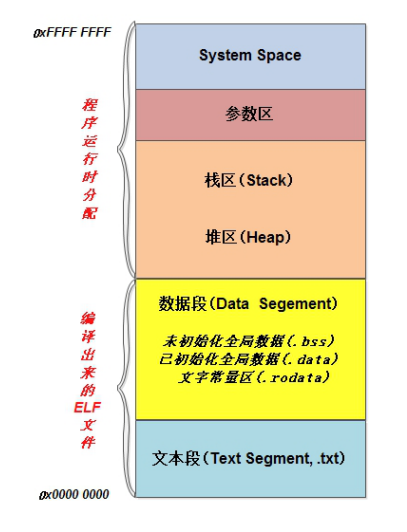 0xFFFF FFFF
System Space
参数区
程序运行时分配
栈区(Stack)
堆区(Heap)
数据段(Data Segement)
未初始化全局数据(.bss)
已初始化全局数据(.data)
文字常量区(.rodata)
编译出来的ELF文件
文本段(Text Segment, .txt)
0x0000 0000